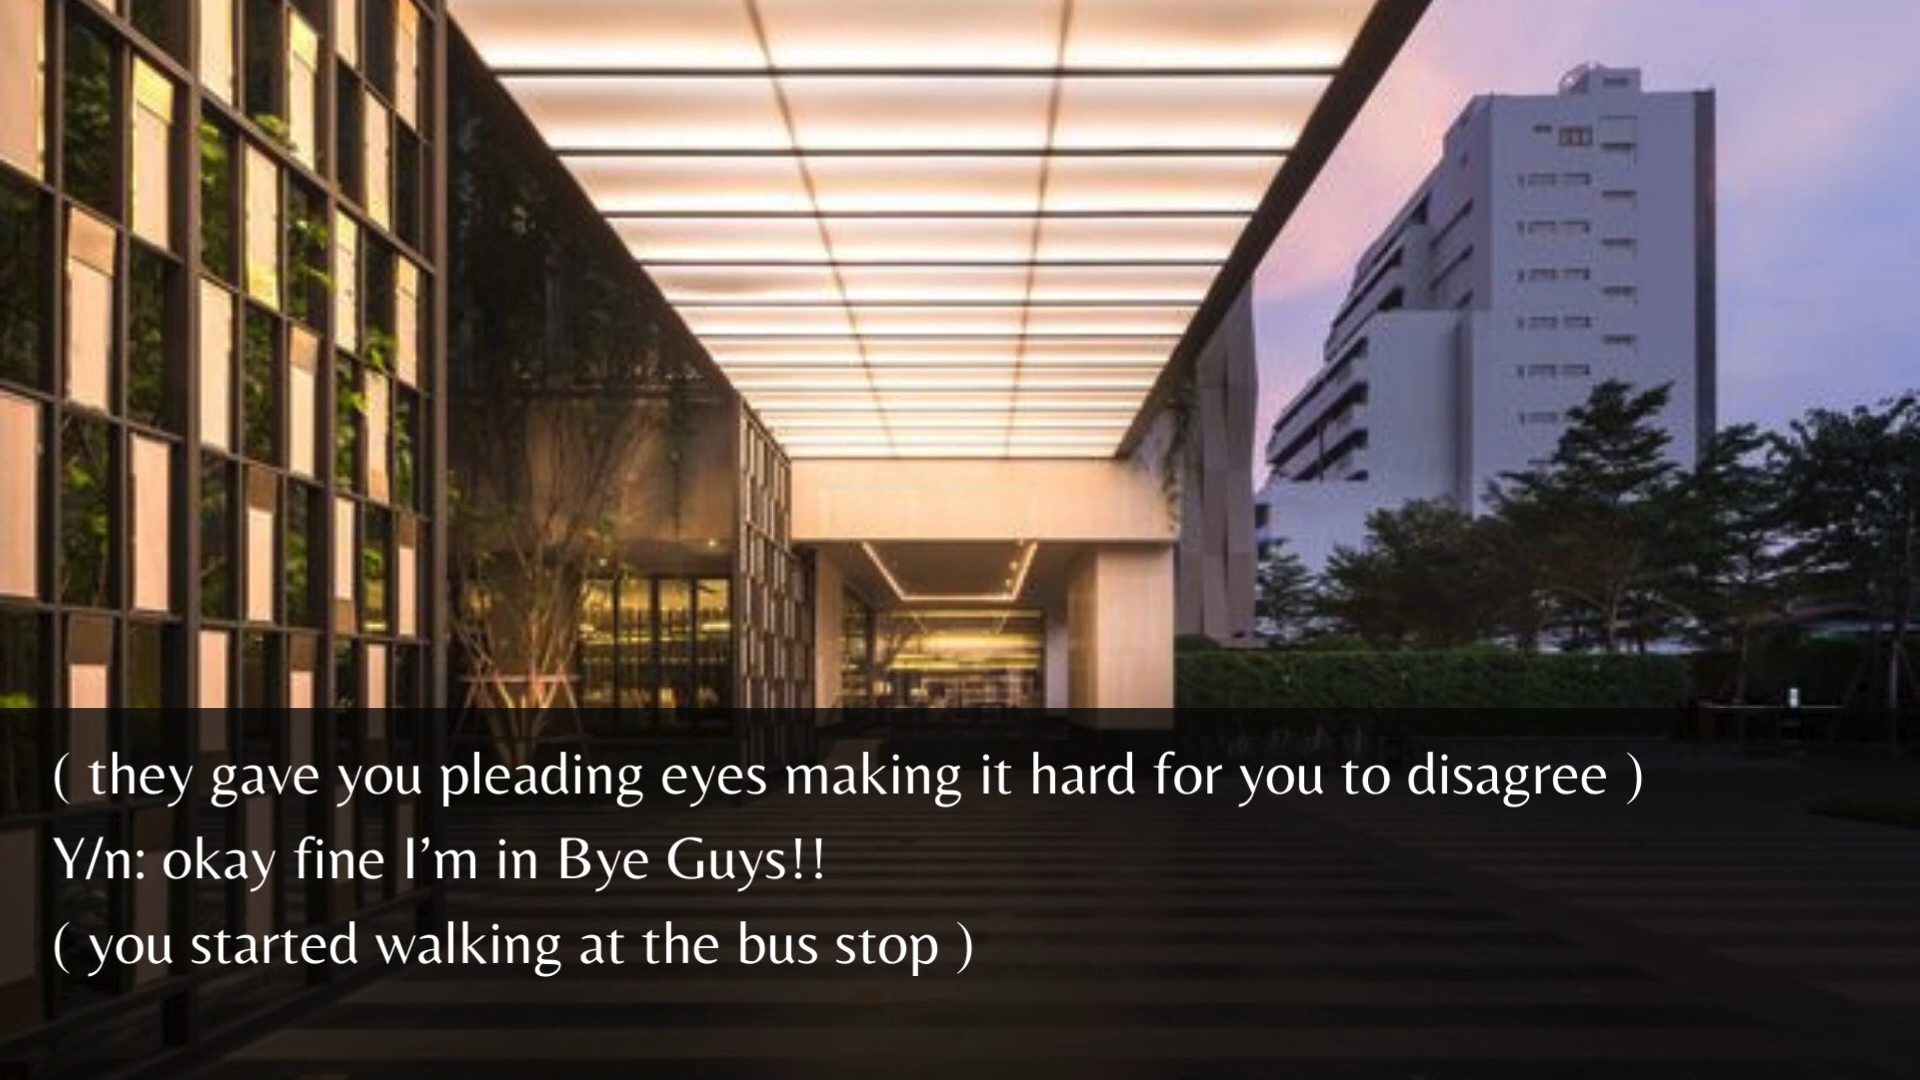 ( they gave you pleading eyes making it hard for you to disagree )
Y/n: okay fine I’m in Bye Guys!!
( you started walking at the bus stop )